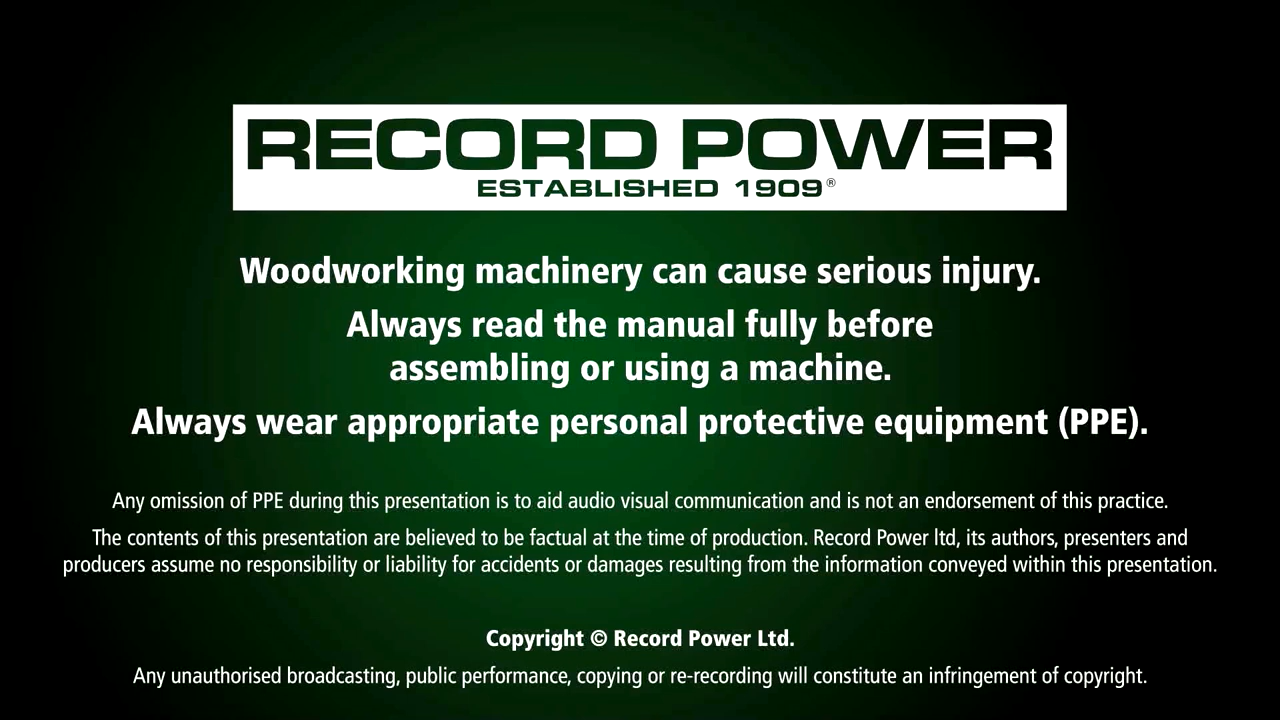 RECORD POWER
ESTABLISHED 1909®
Woodworking machinery can cause serious injury.
Always read the manual fully before
assembling or using a machine.
Always wear appropriate personal protective equipment (PPE).
Any omission of PPE during this presentation is to aid audio visual communication and is not an endorsement of this practice.
The contents of this presentation are believed to be factual at the time of production. Record Power ltd, its authors, presenters and
producers assume no responsibility or liability for accidents or damages resulting from the information conveyed within this presentation.
Copyright © Record Power Ltd.
Any unauthorised broadcasting, public performance, copying or re-recording will constitute an infringement of copyright.